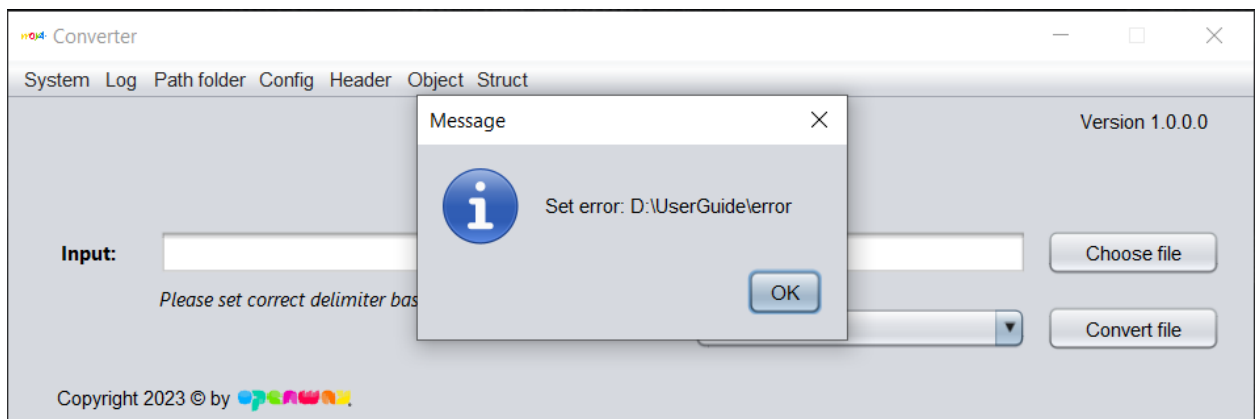 Converter
System Log Path folder Config Header Object Struct
Message
Version 1.0.0.0
Set error: D:\UserGuide\error
Input:
Choose file
Please set correct delimiter bas
OK
Convert file
Copyright 2023 © by openway.